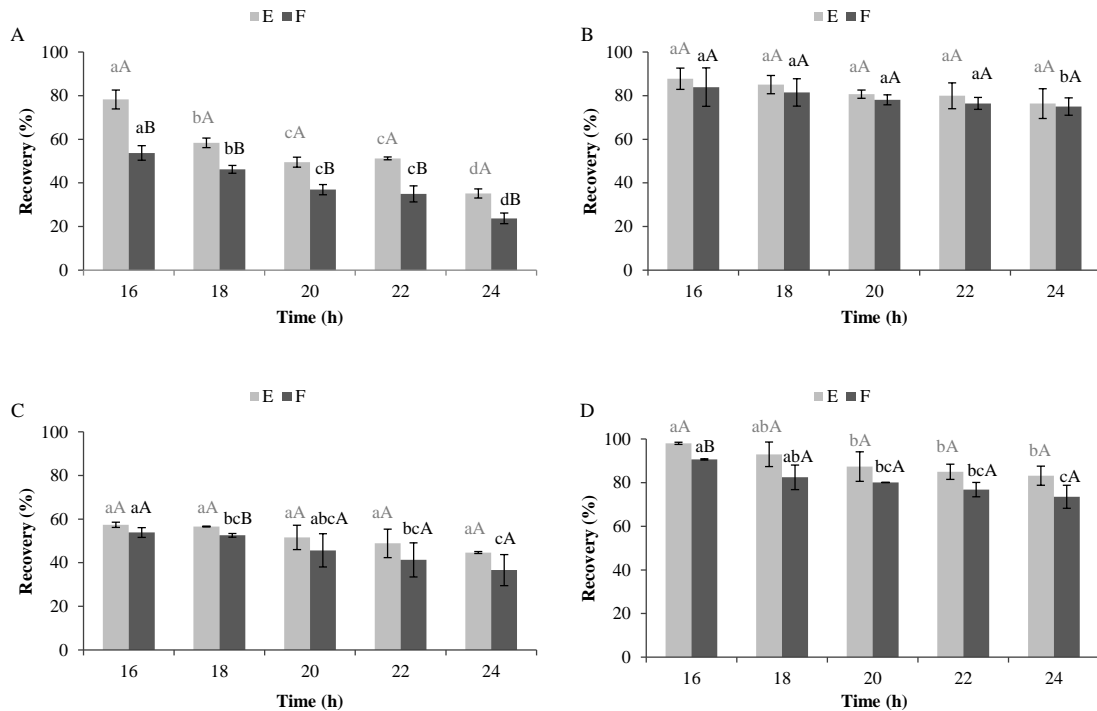 A
E F
Recovery (%)
100
80
60
40
20
0
aA
aB
bA
bB
cA
cB
cA
cB
dA
dB
16 18 20 22 24
Time (h)
B
E F
Recovery (%)
100
80
60
40
20
0
aA aA
aA aA
aA aA
aA aA
aA bA
16 18 20 22 24
Time (h)
C
E F
Recovery (%)
100
80
60
40
20
0
aA aA
aA bcB
aA abcA
aA bcA
aA cA
16 18 20 22 24
Time (h)
D
E F
Recovery (%)
100
80
60
40
20
0
aA aB
abA abA
bA bcA
bA bcA
bA cA
16 18 20 22 24
Time (h)